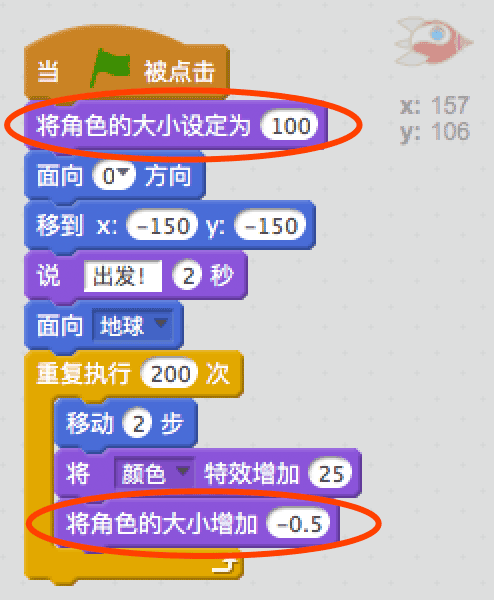 当 被点击
将角色的大小设定为 100
x: 157
y: 106
面向 0 方向
移到 x: -150 y: -150
说 出发! 2 秒
面向 地球
重复执行 200 次
移动 2 步
将 颜色 特效增加 25
将角色的大小增加 -0.5